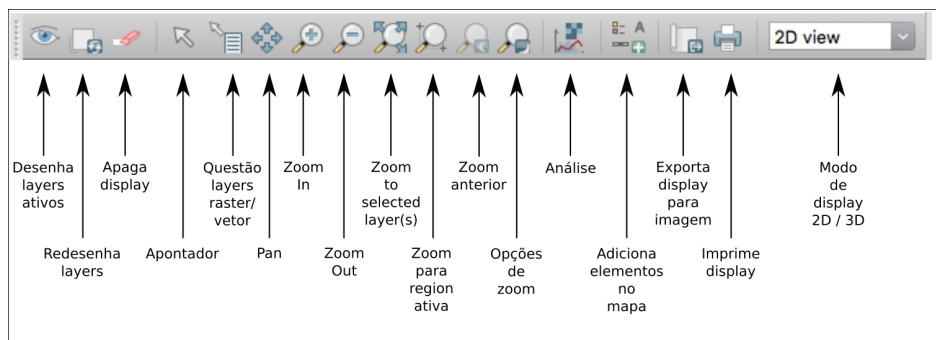 2D view
Desenha
layers
ativos
Redesenha
layers
Apaga
display
Apontador
Questão
layers
raster/
vetor
Pan
Zoom
In
Zoom
Out
Zoom
to
selected
layer(s)
Zoom
para
region
ativa
Zoom
anterior
Opções
de
zoom
Análise
Adiciona
elementos
no
mapa
Exporta
display
para
imagem
Imprime
display
Modo
de
display
2D / 3D